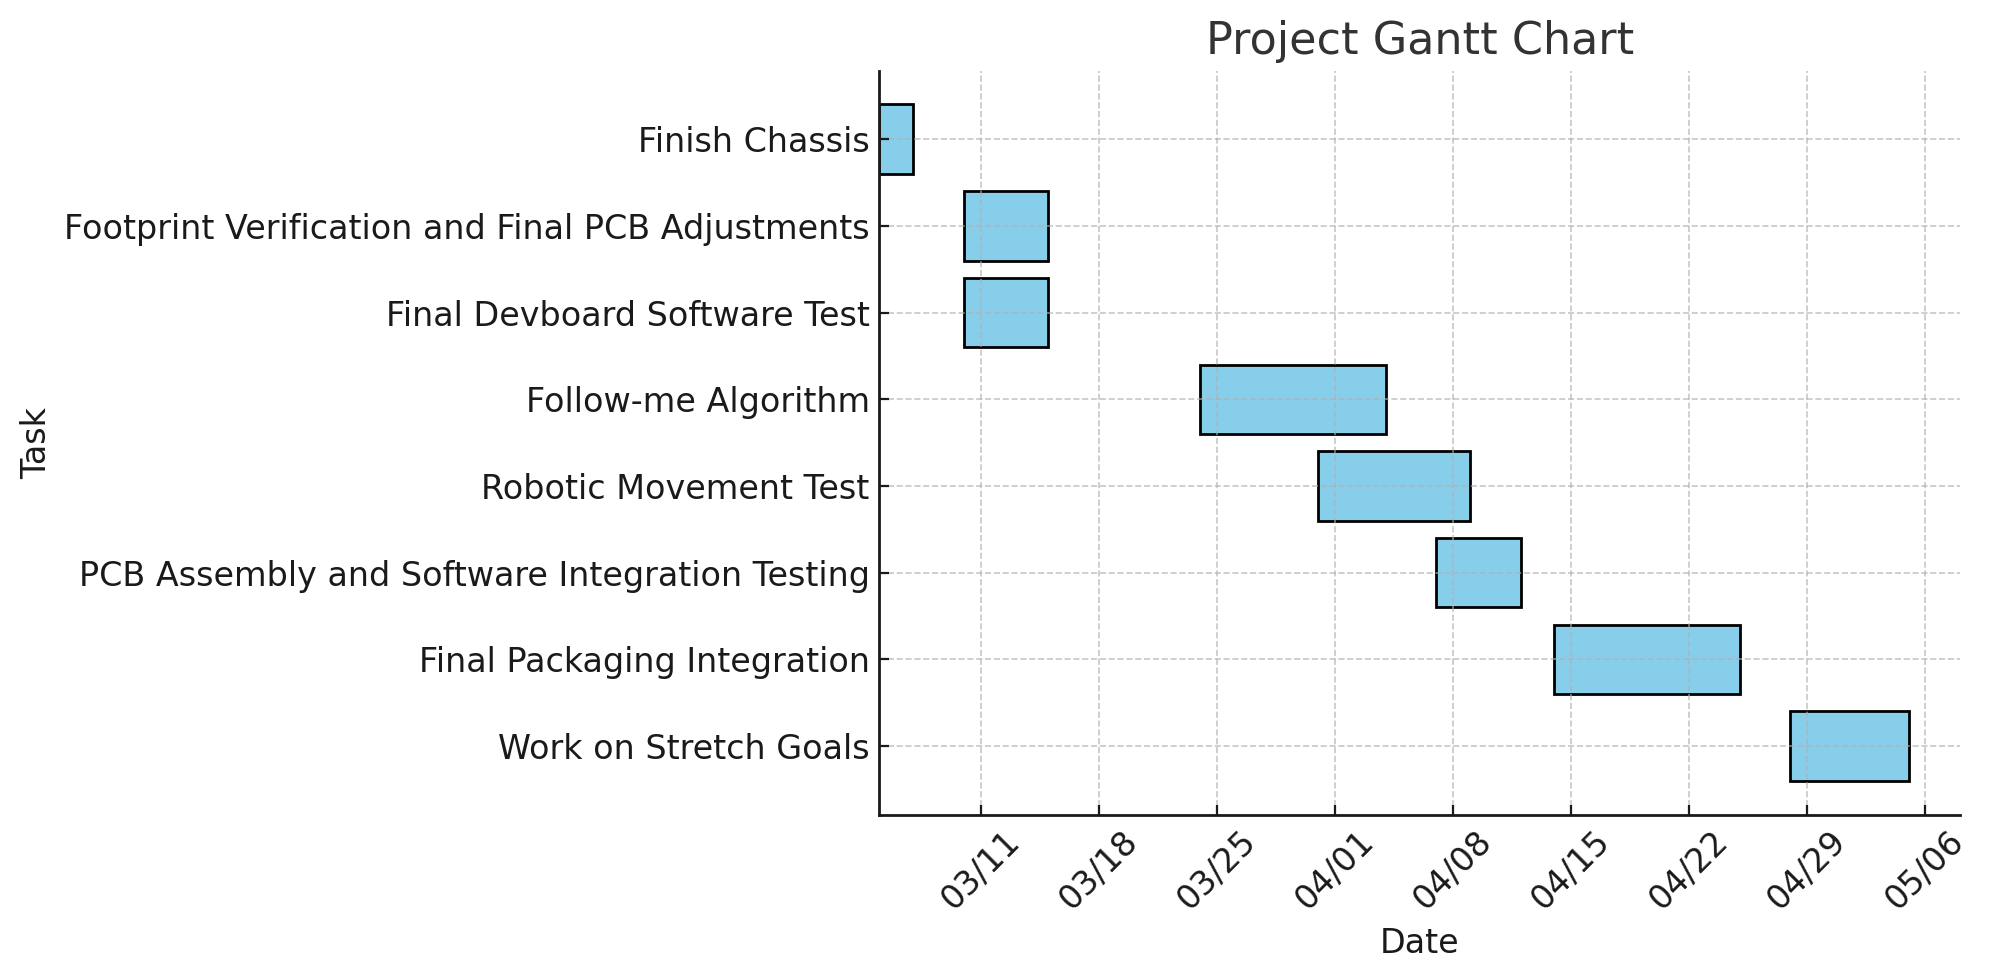 Project Gantt Chart
Finish Chassis
Footprint Verification and Final PCB Adjustments
Final Devboard Software Test
Follow-me Algorithm
Robotic Movement Test
PCB Assembly and Software Integration Testing
Final Packaging Integration
Work on Stretch Goals
Task
03/11
03/18
03/25
04/01
04/08
04/15
04/22
04/29
05/06
Date